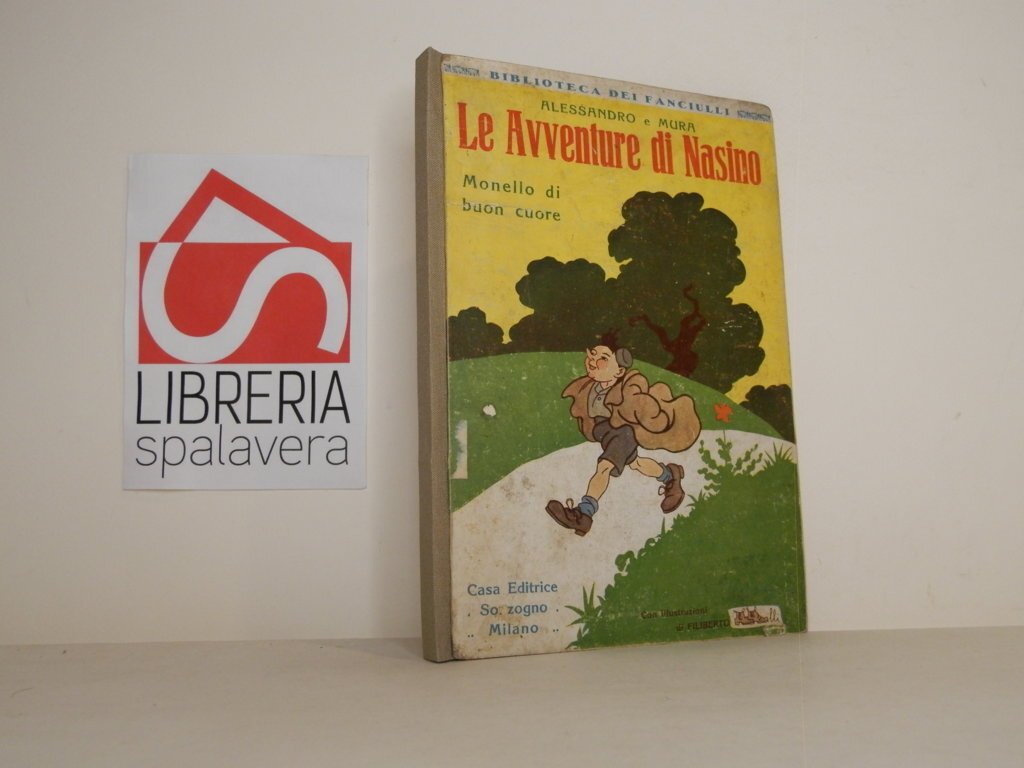 LIBRERIA
spalavera
BIBLIOTECA DEI FANCIULLI
ALESSANDRO e MURA
Le Avventure di Nasino
Monello di
buon cuore
Casa Editrice
. So. zogno .
.. Milano ..
Con illustrazioni
di FILIBERTO